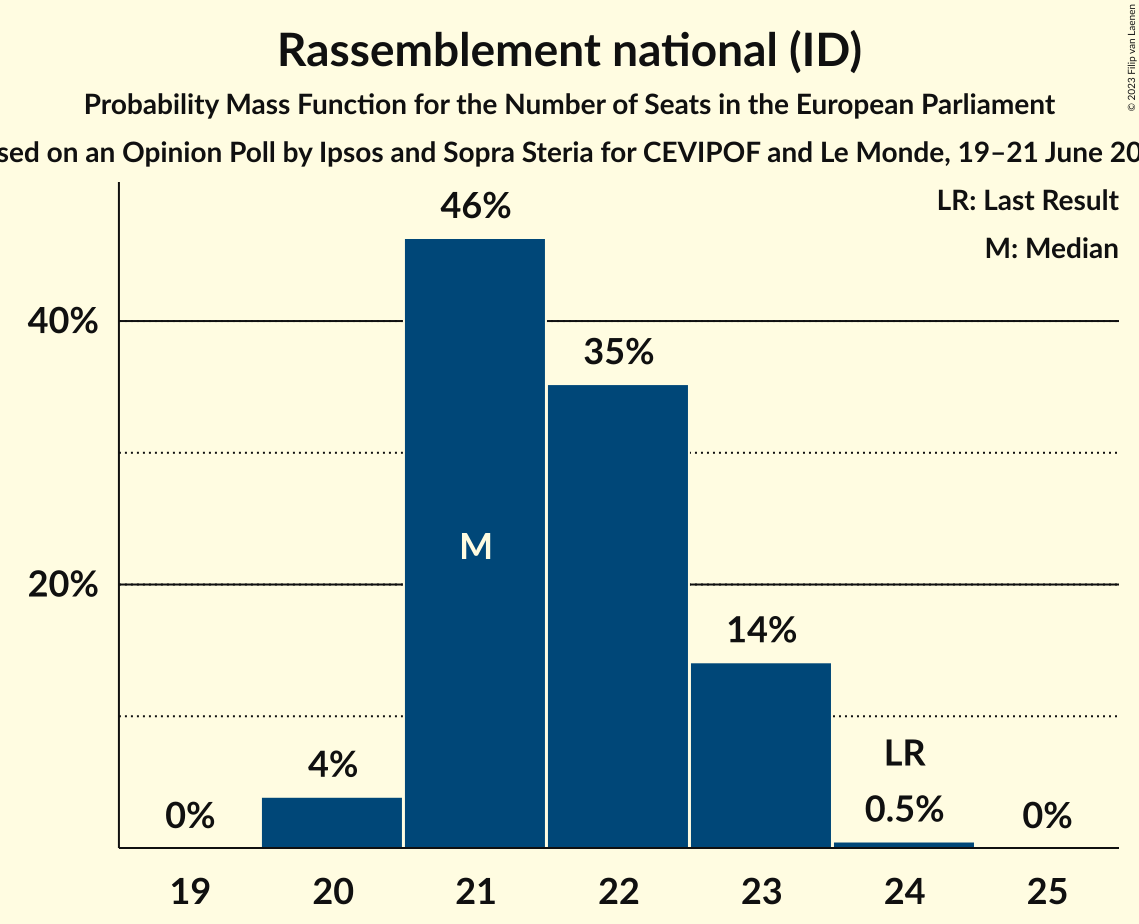 Rassemblement national (ID)
Probability Mass Function for the Number of Seats in the European Parliament
on an Opinion Poll by Ipsos and Sopra Steria for CEVIPOF and Le Monde, 19–21 June
© 2023 Filip van Laenen
LR: Last Result
M: Median
46%
40%
35%
M
20%
14%
4%
LR
0%
0.5%
0%
19 20 21 22 23 24 25